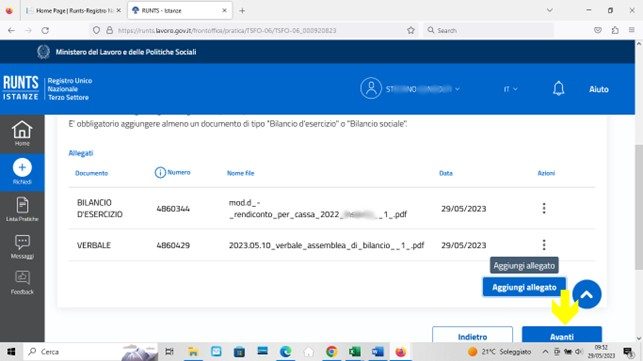 Home Page | Runts-Registro N
RUNTS - Istanze
https://runts.lavoro.gov.it/frontoffice/pratica/TSFO-06/TSFO-06_000920823
Search
Ministero del Lavoro e delle Politiche Sociali
RUNTS
ISTANZE
Registro Unico
Nazionale
Terzo Settore
IT
Aiuto
E' obbligatorio aggiungere almeno un documento di tipo "Bilancio d'esercizio" o "Bilancio sociale".
Home
Richiedi
Lista Pratiche
Messaggi
Feedback
Allegati
Documento Numero Nome file Data Azioni
BILANCIO
D'ESERCIZIO
4860344
mod.d_-
_rendiconto_per_cassa_2022_ _1_.pdf
29/05/2023
VERBALE 4860429 2023.05.10_verbale_assemblea_di_bilancio__1_.pdf 29/05/2023
Aggiungi allegato
Aggiungi allegato
Indietro Avanti
Cerca
21°C Soleggiato
09:52
29/05/2023